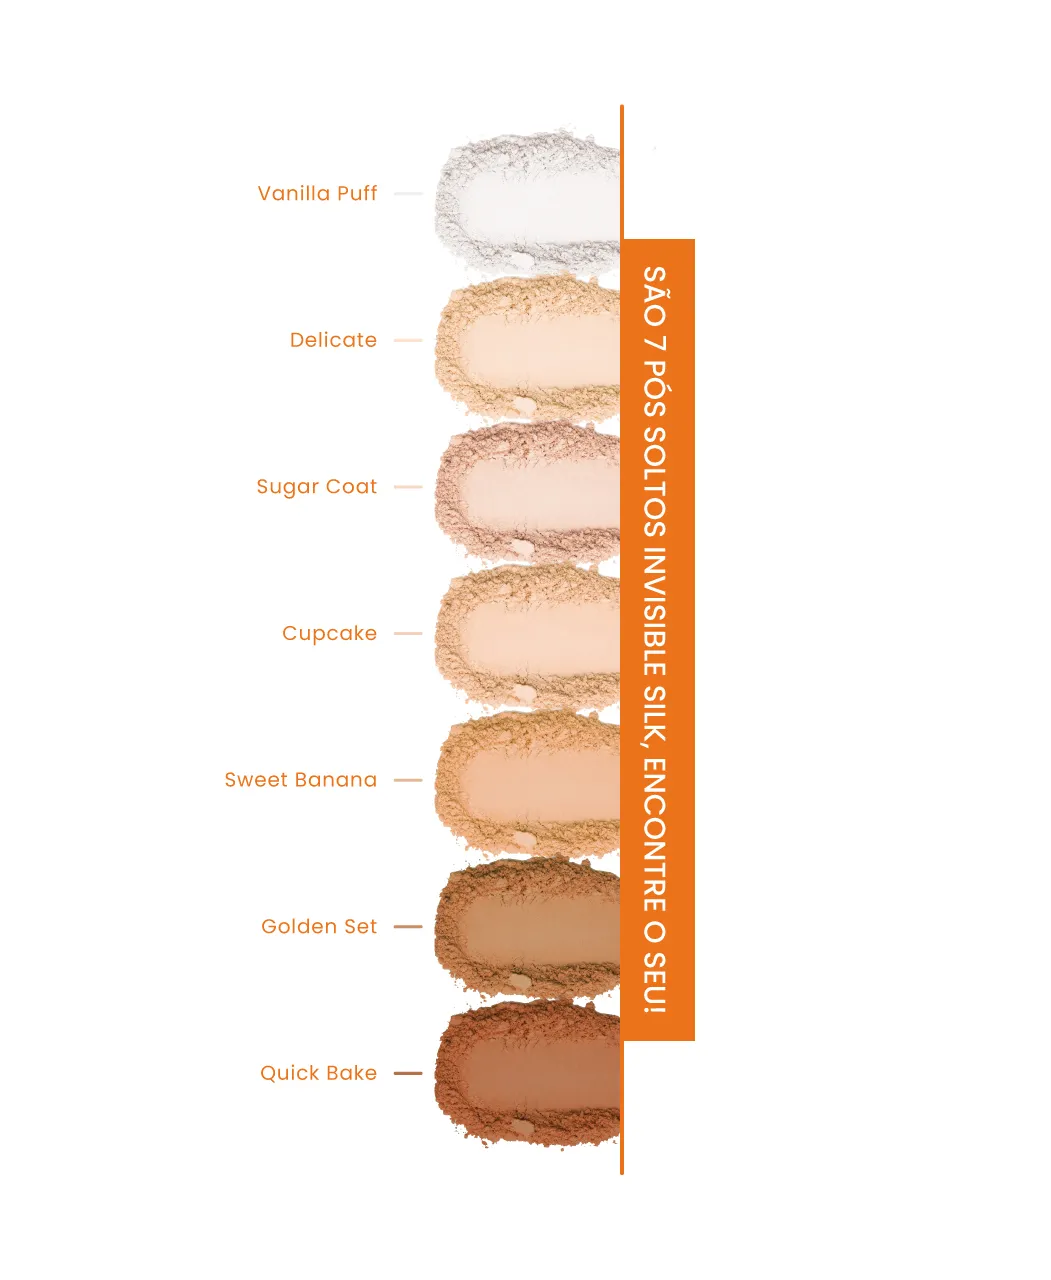 Vanilla Puff
Delicate
Sugar Coat
Cupcake
Sweet Banana
Golden Set
Quick Bake
SÃO 7 PÓS SOLTOS INVISIBLE SILK, ENCONTRE O SEU!